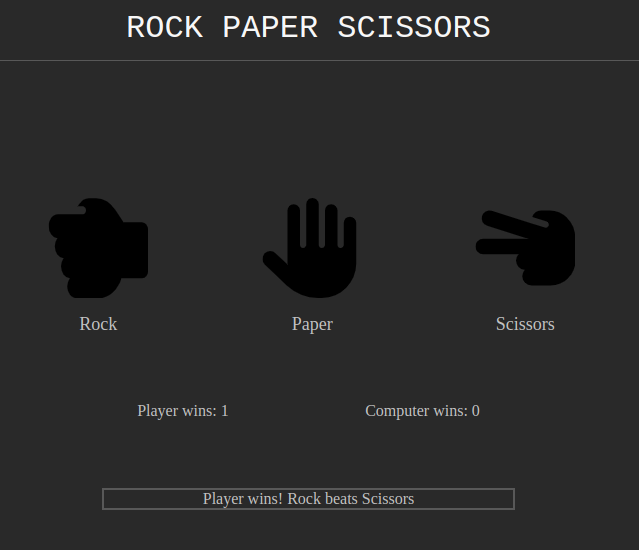 ROCK PAPER SCISSORS
Rock Paper Scissors
Player wins: 1 Computer wins: 0
Player wins! Rock beats Scissors